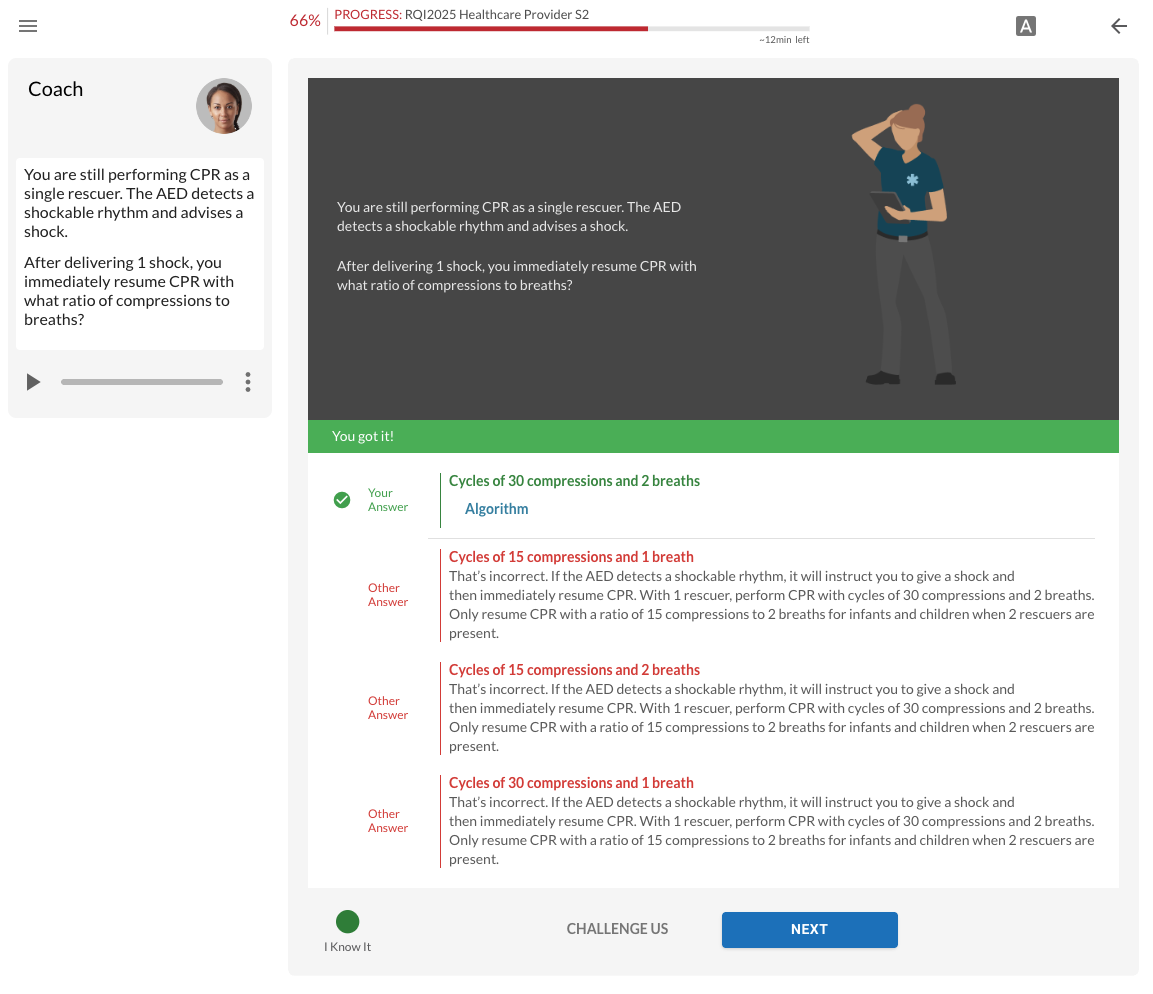 66%
PROGRESS: RQI2025 Healthcare Provider S2
~12min left
A
Coach
You are still performing CPR as a
single rescuer. The AED detects a
shockable rhythm and advises a
shock.
After delivering 1 shock, you
immediately resume CPR with
what ratio of compressions to
breaths?
You are still performing CPR as a single rescuer. The AED
detects a shockable rhythm and advises a shock.
After delivering 1 shock, you immediately resume CPR with
what ratio of compressions to breaths?
You got it!
Your
Answer
Cycles of 30 compressions and 2 breaths
Algorithm
Other
Answer
Cycles of 15 compressions and 1 breath
That's incorrect. If the AED detects a shockable rhythm, it will instruct you to give a shock and
then immediately resume CPR. With 1 rescuer, perform CPR with cycles of 30 compressions and 2 breaths.
Only resume CPR with a ratio of 15 compressions to 2 breaths for infants and children when 2 rescuers are
present.
Other
Answer
Cycles of 15 compressions and 2 breaths
That's incorrect. If the AED detects a shockable rhythm, it will instruct you to give a shock and
then immediately resume CPR. With 1 rescuer, perform CPR with cycles of 30 compressions and 2 breaths.
Only resume CPR with a ratio of 15 compressions to 2 breaths for infants and children when 2 rescuers are
present.
Other
Answer
Cycles of 30 compressions and 1 breath
That's incorrect. If the AED detects a shockable rhythm, it will instruct you to give a shock and
then immediately resume CPR. With 1 rescuer, perform CPR with cycles of 30 compressions and 2 breaths.
Only resume CPR with a ratio of 15 compressions to 2 breaths for infants and children when 2 rescuers are
present.
I Know It
CHALLENGE US
NEXT